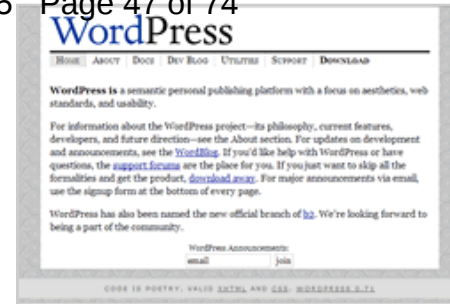 6 Page 47 of 74
WordPress
Home About Docs Dev Blog Utilities Support Download
WordPress is a semantic personal publishing platform with a focus on aesthetics, web
standards, and usability.
For information about the WordPress project—its philosophy, current features,
developers, and future direction—see the About section. For updates on development
and announcements, see the WordBlog. If you'd like help with WordPress or have
questions, the support forums are the place for you. If you just want to skip all the
formalities and get the product, download away. For major announcements via email,
use the signup form at the bottom of every page.
WordPress has also been named the new official branch of b2. We're looking forward to
being a part of the community.
WordPress Announcements:
email join
CODE IS POETRY. VALID XHTML AND CSS. WORDPRESS 0.71